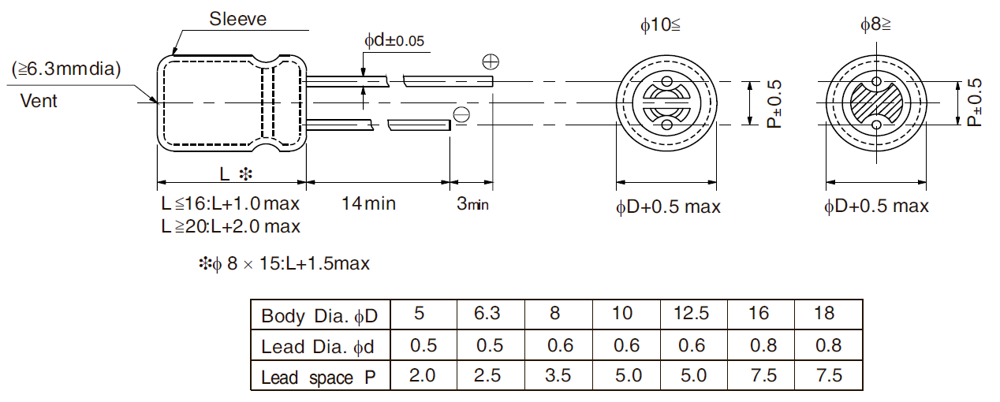 Sleeve
(≧6.3mmdia)
Vent
ϕd±0.05
⊕
⊖
ϕ10≦
ϕ8≧
P±0.5
P±0.5
L ❇
14min
3min
ϕD+0.5 max
ϕD+0.5 max
L≦16:L+1.0 max
L≧20:L+2.0 max
❇ϕ 8 × 15:L+1.5max
Body Dia. ϕD 5 6.3 8 10 12.5 16 18
Lead Dia. ϕd 0.5 0.5 0.6 0.6 0.6 0.8 0.8
Lead space P 2.0 2.5 3.5 5.0 5.0 7.5 7.5